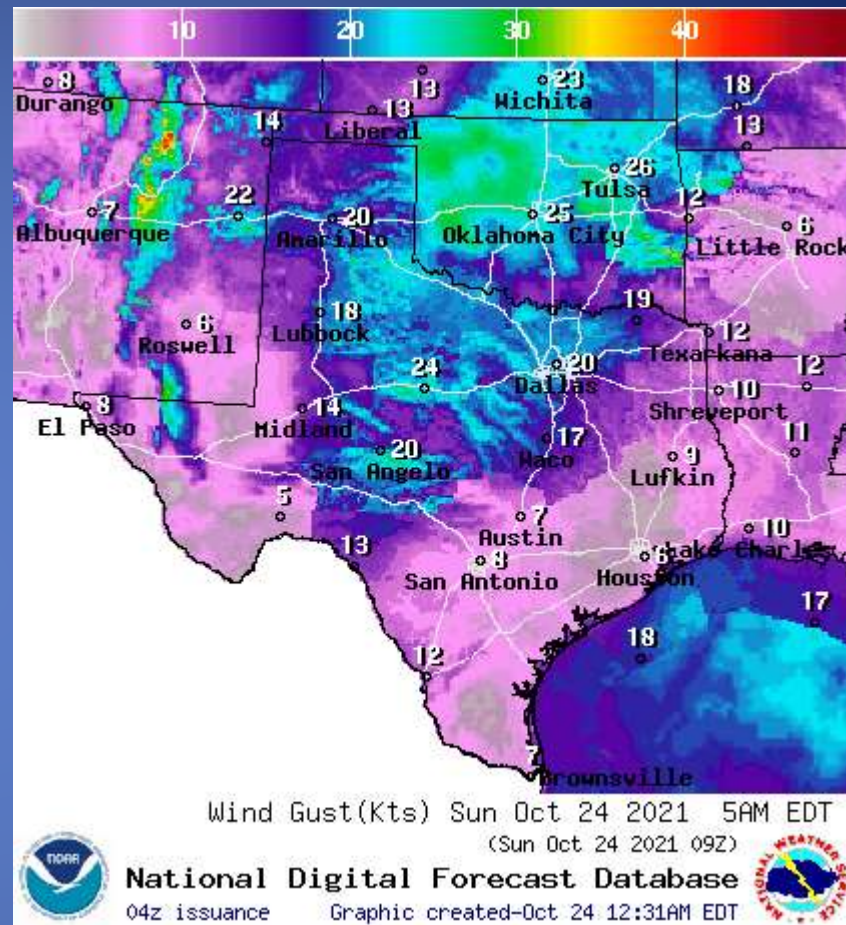 10 20 30 40
8
Durango
13
13
Liberal
23
Wichita
18
13
14
26
Tulsa
7
Albuquerque
22
20
Amarillo
25
Oklahoma City
12
6
Little Rock
6
Roswell
18
Lubbock
19
12
Texarkana
20
Dallas
24
10
Shreveport
12
8
El Paso
14
Midland
20
San Angelo
17
Waco
9
Lufkin
11
5
7
Austin
10
Lake Charles
13
8
San Antonio
6
Houston
17
18
12
7
Brownsville
Wind Gust(Kts) Sun Oct 24 2021 5AM EDT
(Sun Oct 24 2021 09Z)
National Digital Forecast Database
04z issuance Graphic created-Oct 24 12:31AM EDT
NOAA
NATIONAL WEATHER SERVICE